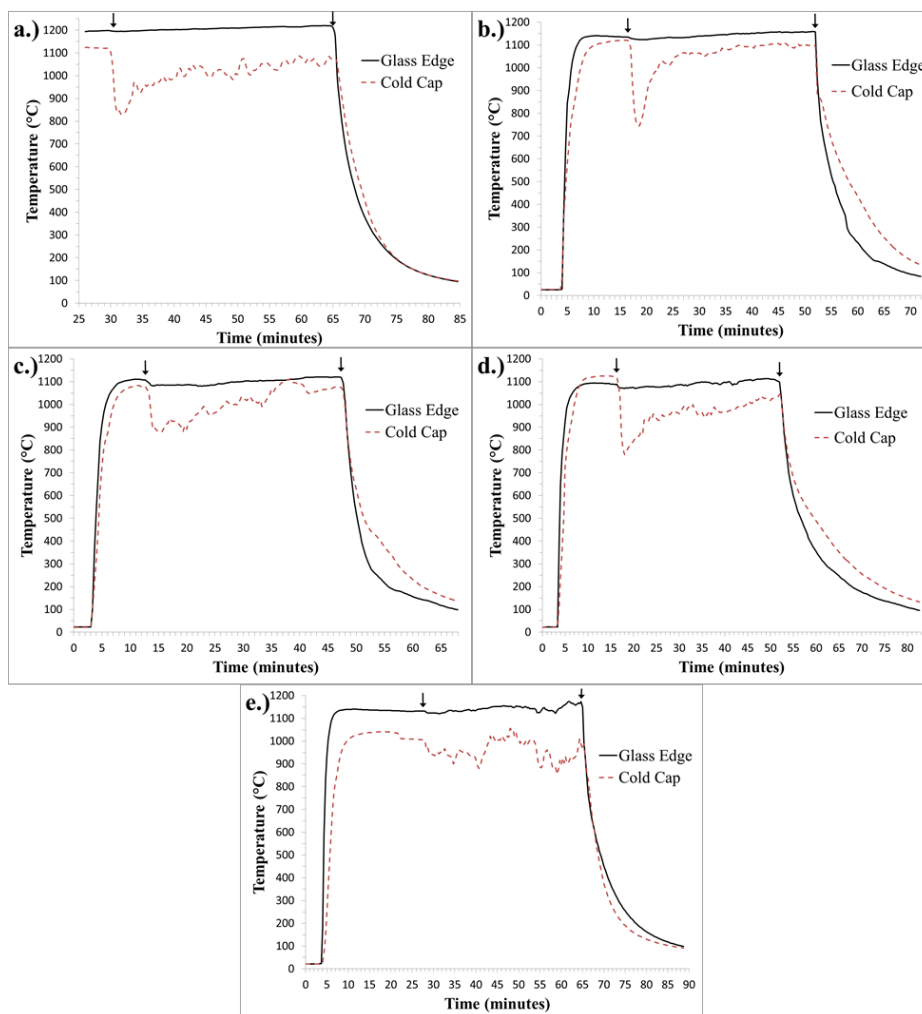 a.)
Temperature (°C)
1200
1100
1000
900
800
700
600
500
400
300
200
100
0
Glass Edge
Cold Cap
25 30 35 40 45 50 55 60 65 70 75 80 85
Time (minutes)
b.)
Temperature (°C)
1200
1100
1000
900
800
700
600
500
400
300
200
100
0
Glass Edge
Cold Cap
0 5 10 15 20 25 30 35 40 45 50 55 60 65 70
Time (minutes)
c.)
Temperature (°C)
1200
1100
1000
900
800
700
600
500
400
300
200
100
0
Glass Edge
Cold Cap
0 5 10 15 20 25 30 35 40 45 50 55 60 65
Time (minutes)
d.)
Temperature (°C)
1200
1100
1000
900
800
700
600
500
400
300
200
100
0
Glass Edge
Cold Cap
0 5 10 15 20 25 30 35 40 45 50 55 60 65 70 75 80
Time (minutes)
e.)
Temperature (°C)
1200
1100
1000
900
800
700
600
500
400
300
200
100
0
Glass Edge
Cold Cap
0 5 10 15 20 25 30 35 40 45 50 55 60 65 70 75 80 85 90
Time (minutes)